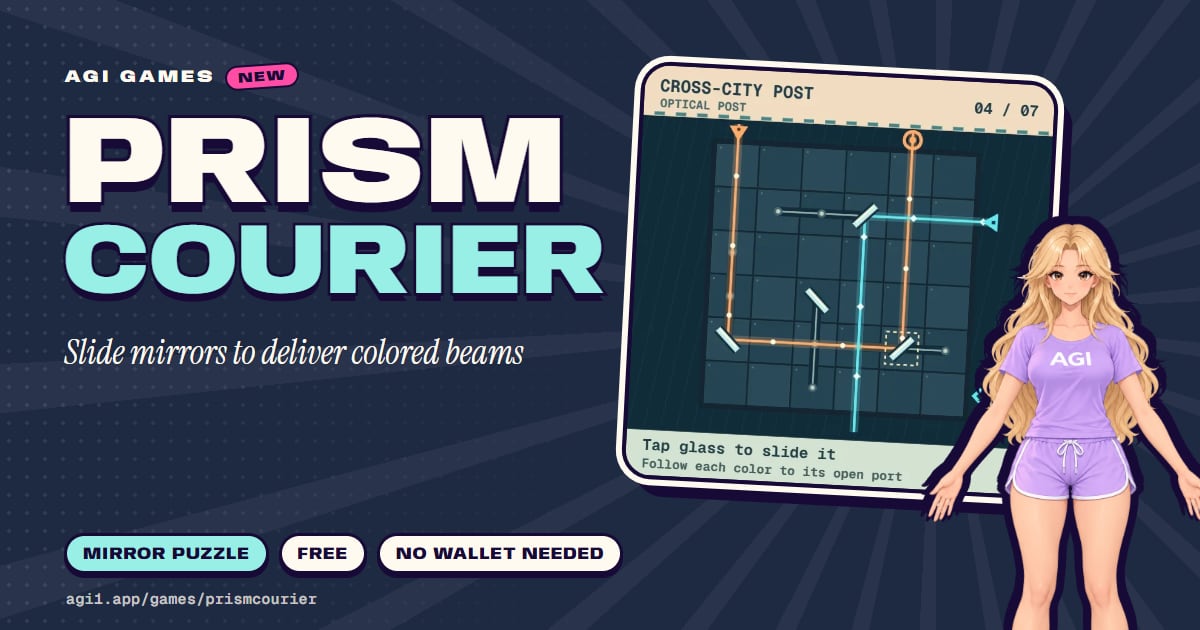 AGI GAMES NEW
PRISM
COURIER
Slide mirrors to deliver colored beams
MIRROR PUZZLE FREE NO WALLET NEEDED
agi1.app/games/prismcourier
CROSS-CITY POST
OPTICAL POST
04 / 07
Tap glass to slide it
Follow each color to its open port
AGI